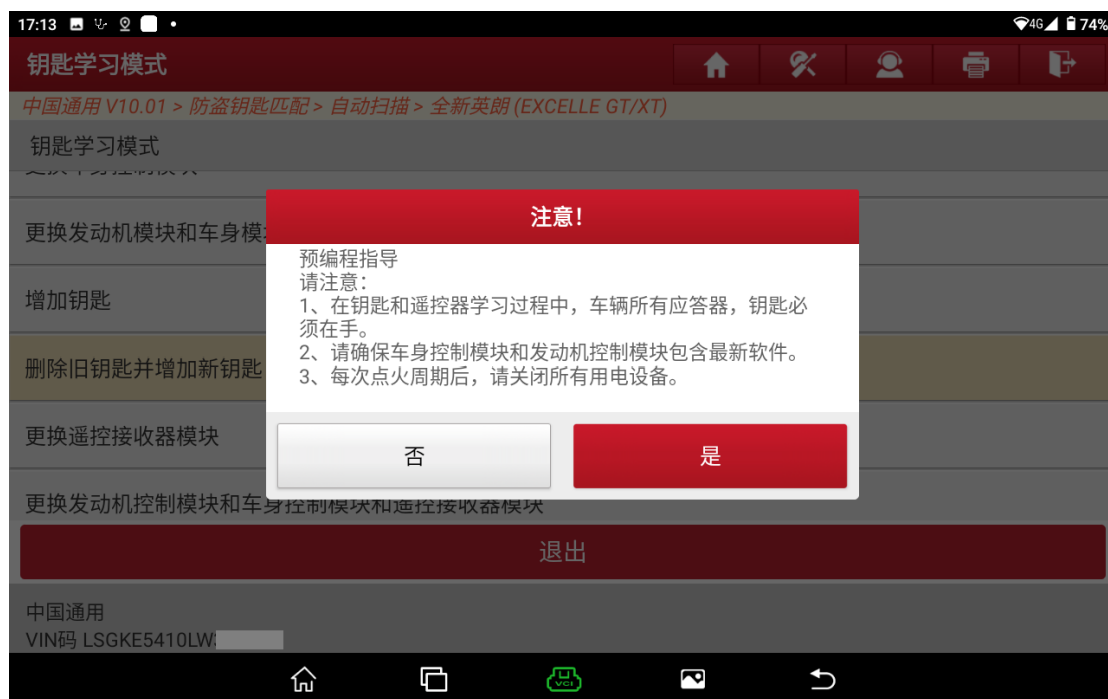 17:13
4G 74%
钥匙学习模式
中国通用 V10.01 > 防盗钥匙匹配 > 自动扫描 > 全新英朗 (EXCELLE GT/XT)
钥匙学习模式
更换发动机模块和车身模
增加钥匙
删除旧钥匙并增加新钥匙
更换遥控接收器模块
更换发动机控制模块和车身控制模块和遥控接收器模块
注意！
预编程指导
请注意：
1、在钥匙和遥控器学习过程中，车辆所有应答器，钥匙必
须在手。
2、请确保车身控制模块和发动机控制模块包含最新软件。
3、每次点火周期后，请关闭所有用电设备。
否
是
退出
中国通用
VIN码 LSGKE5410LW
VCI